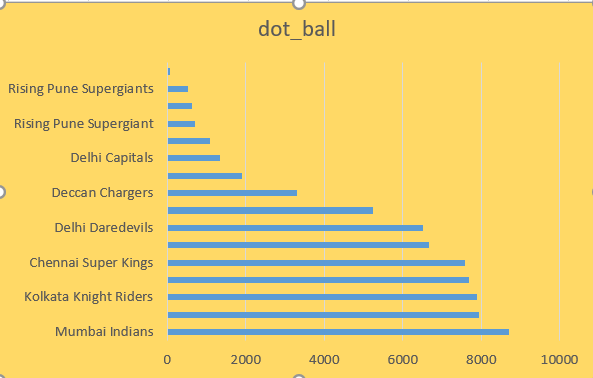 dot_ball
Rising Pune Supergiants
Rising Pune Supergiant
Delhi Capitals
Deccan Chargers
Delhi Daredevils
Chennai Super Kings
Kolkata Knight Riders
Mumbai Indians
0 2000 4000 6000 8000 10000